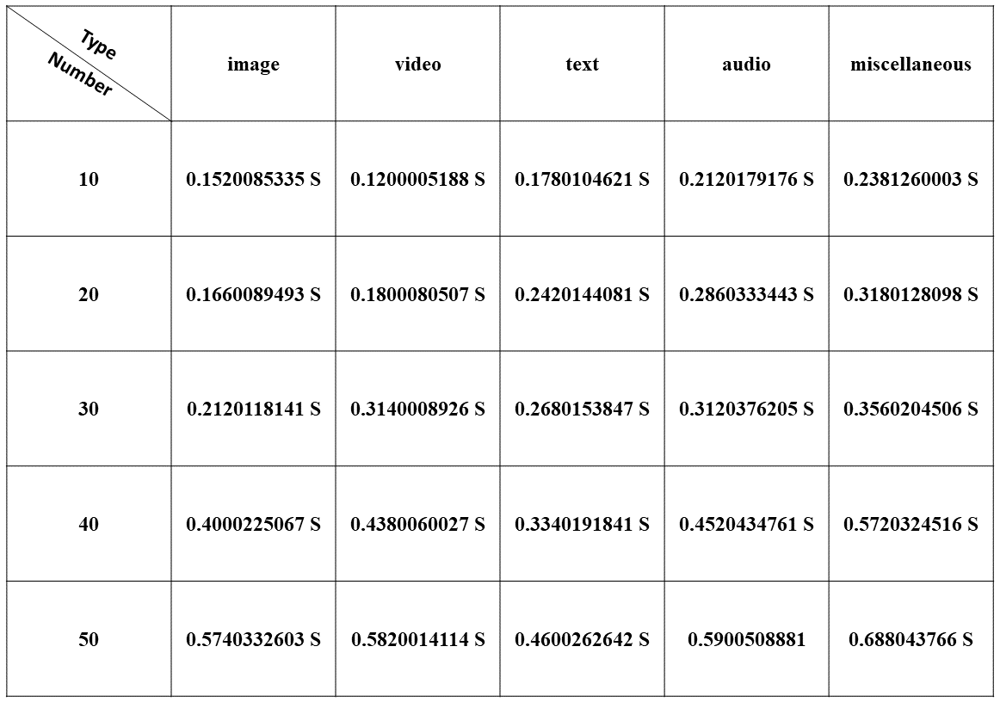 Type
Number
image video text audio miscellaneous
10 0.1520085335 S 0.1200005188 S 0.1780104621 S 0.2120179176 S 0.2381260003 S
20 0.1660089493 S 0.1800080507 S 0.2420144081 S 0.2860333443 S 0.3180128098 S
30 0.2120118141 S 0.3140008926 S 0.2680153847 S 0.3120376205 S 0.3560204506 S
40 0.4000225067 S 0.4380060027 S 0.3340191841 S 0.4520434761 S 0.5720324516 S
50 0.5740332603 S 0.5820014114 S 0.4600262642 S 0.5900508881 0.688043766 S